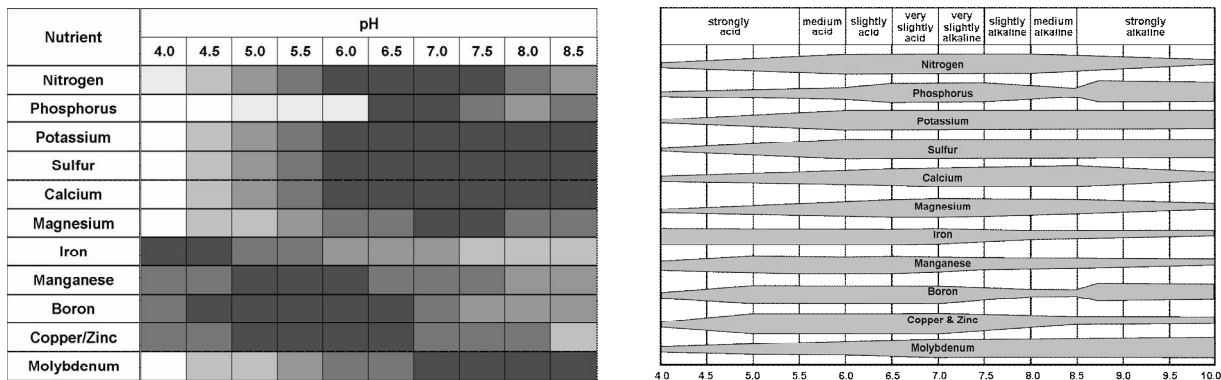 Nutrient
pH
4.0 4.5 5.0 5.5 6.0 6.5 7.0 7.5 8.0 8.5
Nitrogen
Phosphorus
Potassium
Sulfur
Calcium
Magnesium
Iron
Manganese
Boron
Copper/Zinc
Molybdenum
strongly acid
medium acid
slightly acid
very slightly acid
very slightly alkaline
slightly alkaline
medium alkaline
strongly alkaline
Nitrogen
Phosphorus
Potassium
Sulfur
Calcium
Magnesium
Iron
Manganese
Boron
Copper & Zinc
Molybdenum
4.0 4.5 5.0 5.5 6.0 6.5 7.0 7.5 8.0 8.5 9.0 9.5 10.0